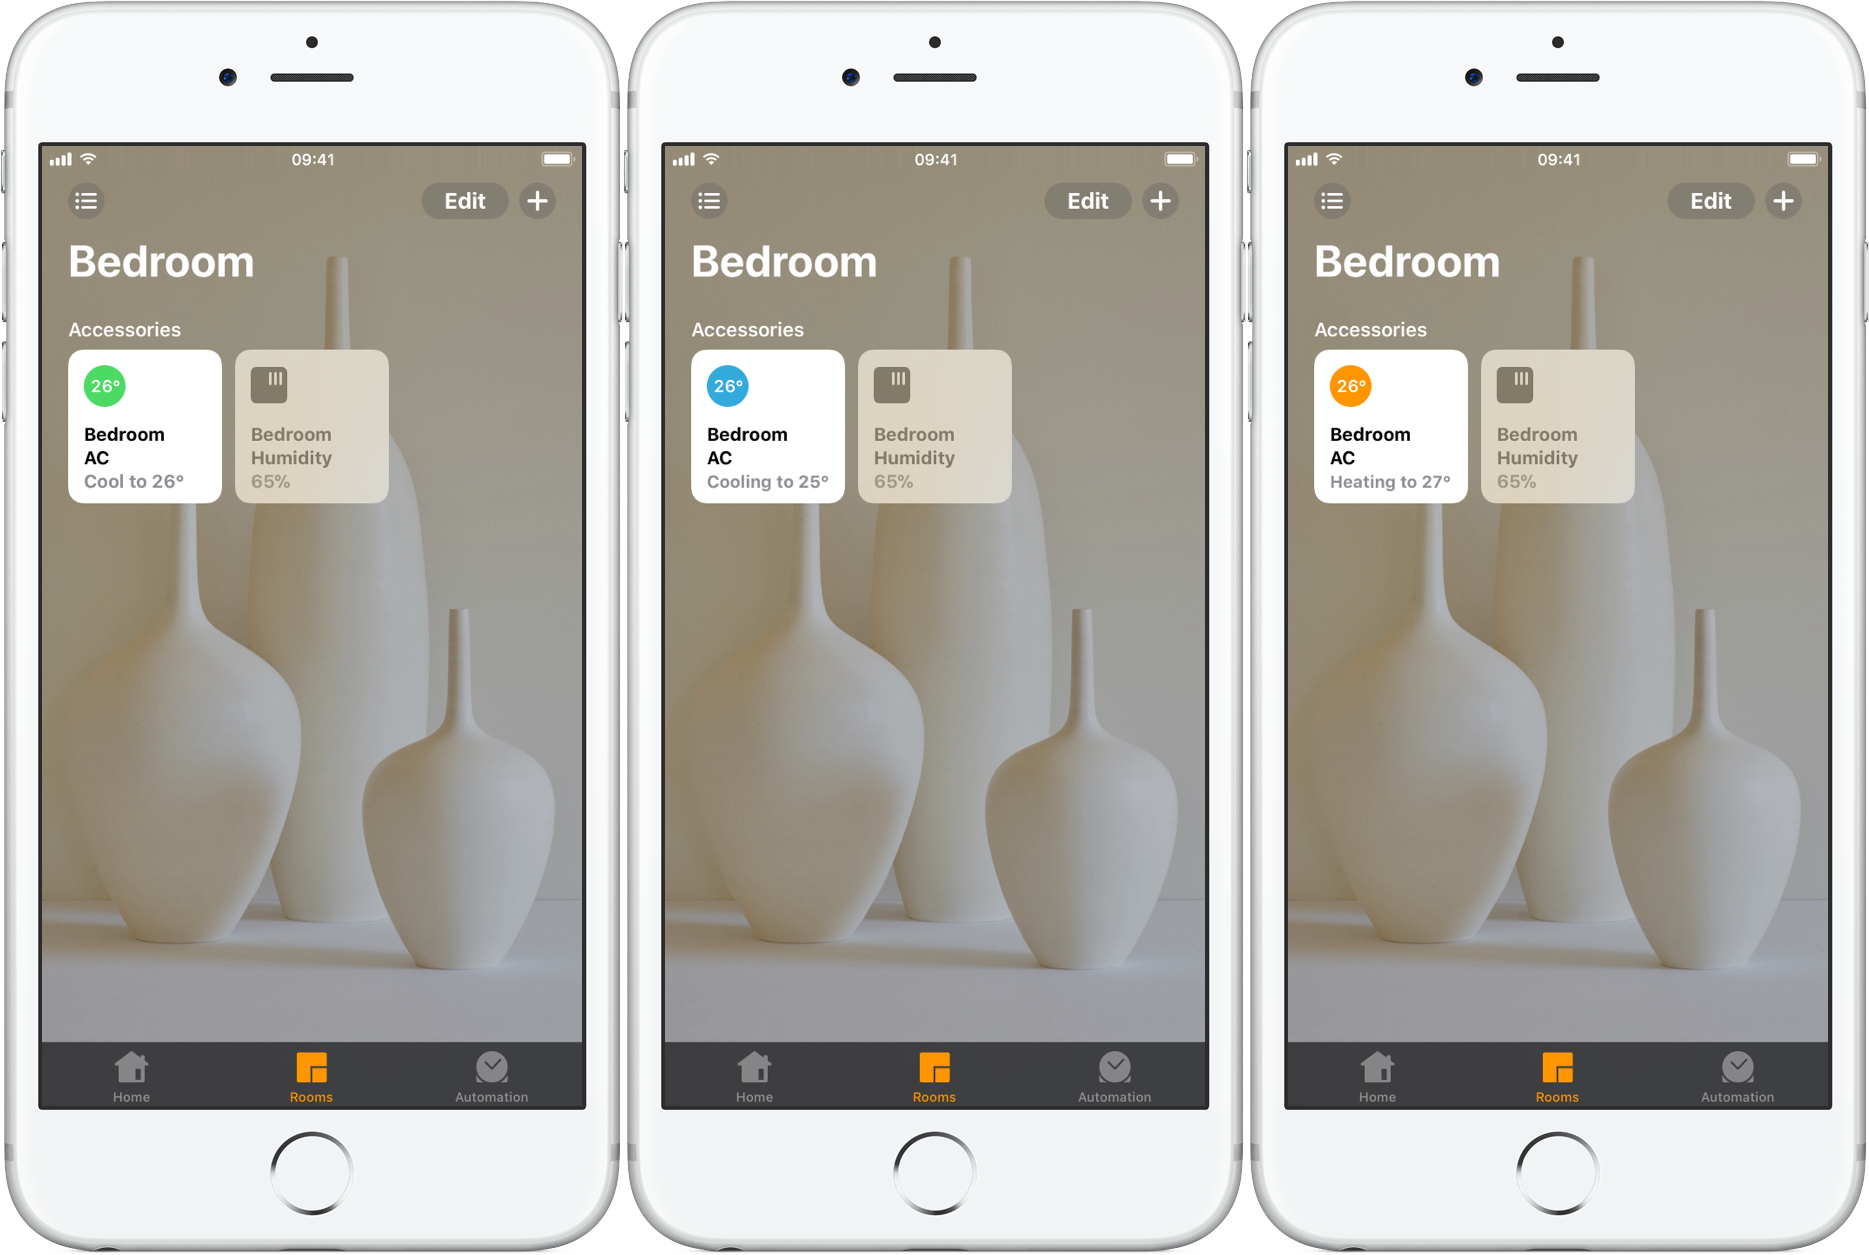 09:41
Edit
Bedroom
Accessories
26°
Bedroom
AC
Cool to 26°
Bedroom
Humidity
65%
Home
Rooms
Automation
09:41
Edit
Bedroom
Accessories
26°
Bedroom
AC
Cooling to 25°
Bedroom
Humidity
65%
Home
Rooms
Automation
09:41
Edit
Bedroom
Accessories
26°
Bedroom
AC
Heating to 27°
Bedroom
Humidity
65%
Home
Rooms
Automation